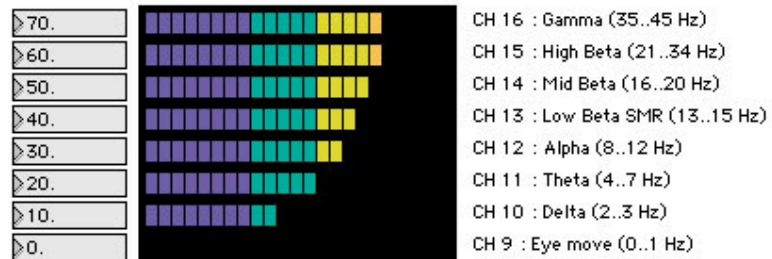 70. CH 16 : Gamma (35..45 Hz)
60. CH 15 : High Beta (21..34 Hz)
50. CH 14 : Mid Beta (16..20 Hz)
40. CH 13 : Low Beta SMR (13..15 Hz)
30. CH 12 : Alpha (8..12 Hz)
20. CH 11 : Theta (4..7 Hz)
10. CH 10 : Delta (2..3 Hz)
0. CH 9 : Eye move (0..1 Hz)